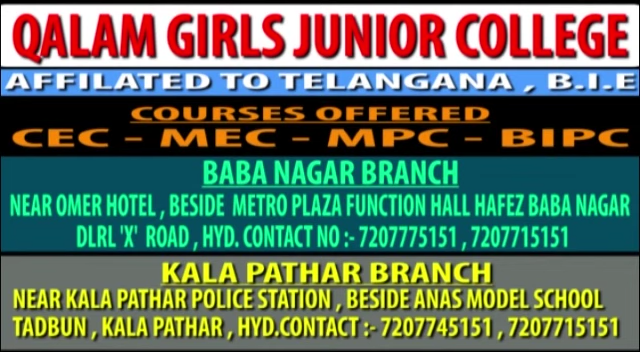 QALAM GIRLS JUNIOR COLLEGE
AFFILATED TO TELANGANA , B.I.E
COURSES OFFERED
CEC - MEC - MPC - BIPC
BABA NAGAR BRANCH
NEAR OMER HOTEL , BESIDE METRO PLAZA FUNCTION HALL HAFEZ BABA NAGAR
DLRL 'X' ROAD , HYD. CONTACT NO :- 7207775151 , 7207715151
KALA PATHAR BRANCH
NEAR KALA PATHAR POLICE STATION , BESIDE ANAS MODEL SCHOOL
TADBUN , KALA PATHAR , HYD.CONTACT :- 7207745151 , 7207715151